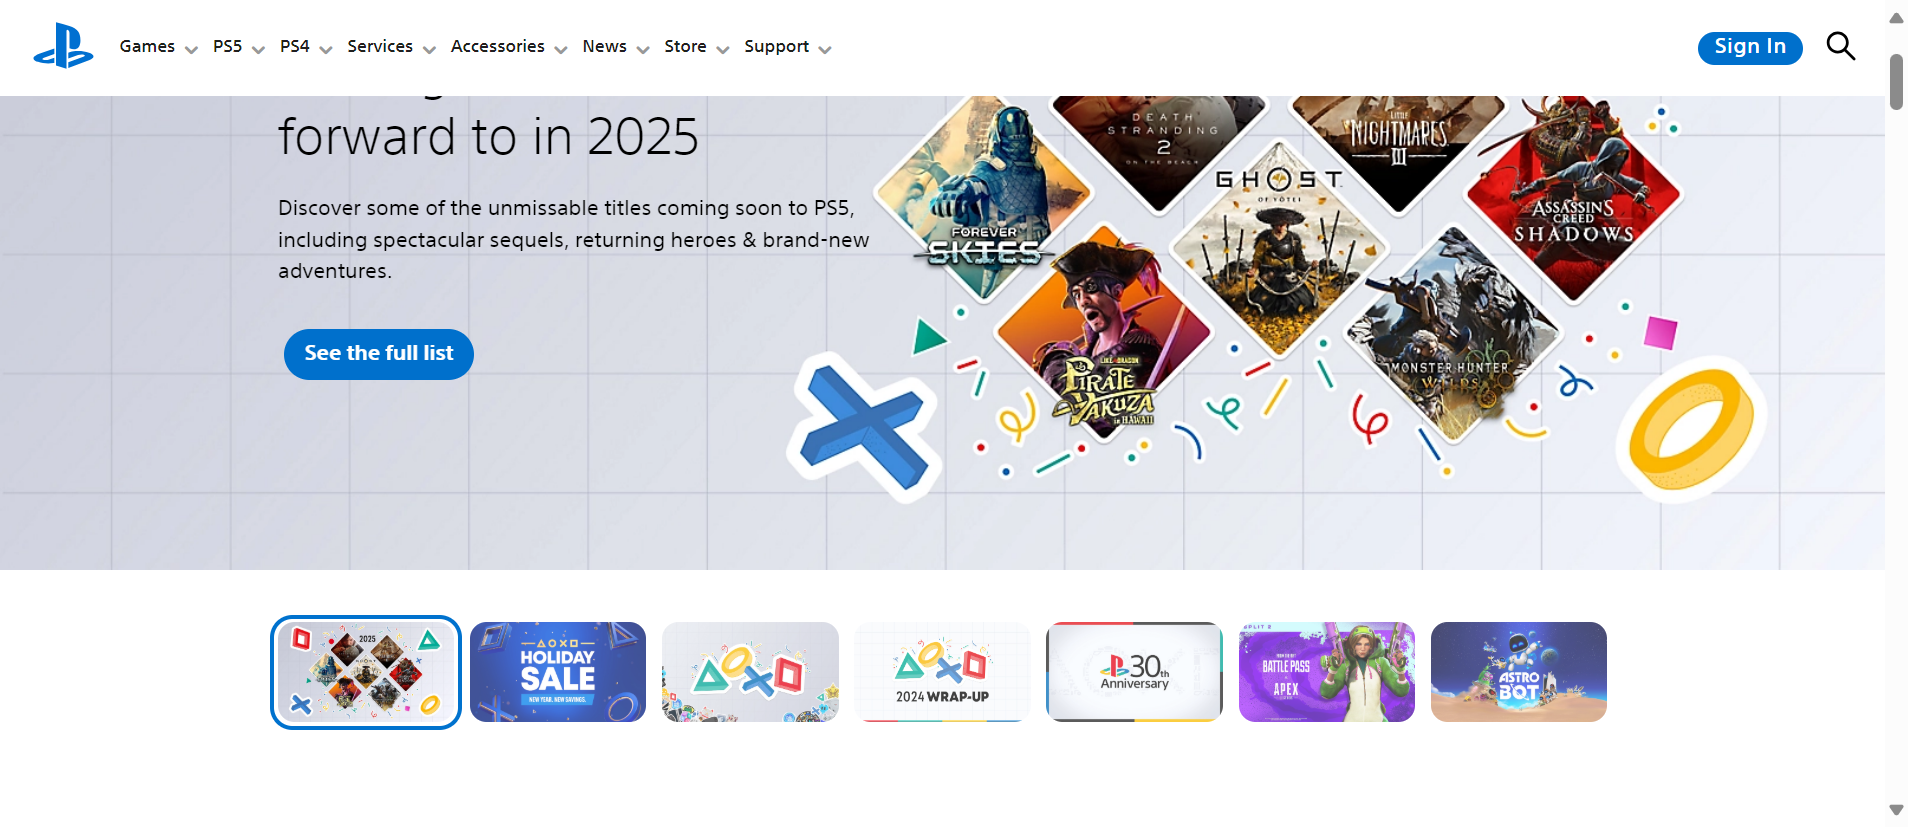 Games
PS5
PS4
Services
Accessories
News
Store
Support
Sign In
forward to in 2025
Discover some of the unmissable titles coming soon to PS5,
including spectacular sequels, returning heroes & brand-new
adventures.
See the full list
DEATH
STRANDING
2
ON THE BEACH
LITTLE
NIGHTMARES
III
GHOST
OF YŌTEI
ASSASSIN'S
CREED
SHADOWS
FOREVER
SKIES
LIKE A DRAGON
PIRATE
YAKUZA
in HAWAII
MONSTER HUNTER
WILDS
2025
GHOST
HOLIDAY
SALE
NEW YEAR. NEW SAVINGS.
2024 WRAP-UP
30th
Anniversary
SPLIT 2
BATTLE PASS
APEX
ASTRO
BOT